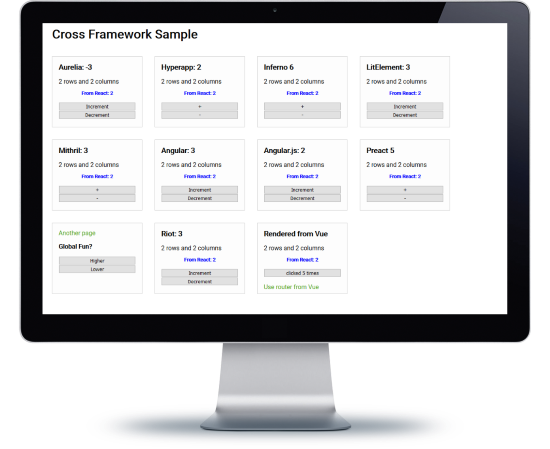 Cross Framework Sample
Aurelia: -3
2 rows and 2 columns
From React: 2
Increment
Decrement
Hyperapp: 2
2 rows and 2 columns
From React: 2
+
-
Inferno 6
2 rows and 2 columns
From React: 2
+
-
LitElement: 3
2 rows and 2 columns
From React: 2
Increment
Decrement
Mithril: 3
2 rows and 2 columns
From React: 2
+
-
Angular: 3
2 rows and 2 columns
From React: 2
Increment
Decrement
Angular.js: 2
2 rows and 2 columns
From React: 2
Increment
Decrement
Preact 5
2 rows and 2 columns
From React: 2
+
-
Another page
Global Fun?
Higher
Lower
Riot: 3
2 rows and 2 columns
From React: 2
Increment
Decrement
Rendered from Vue
2 rows and 2 columns
From React: 2
clicked 5 times
Use router from Vue